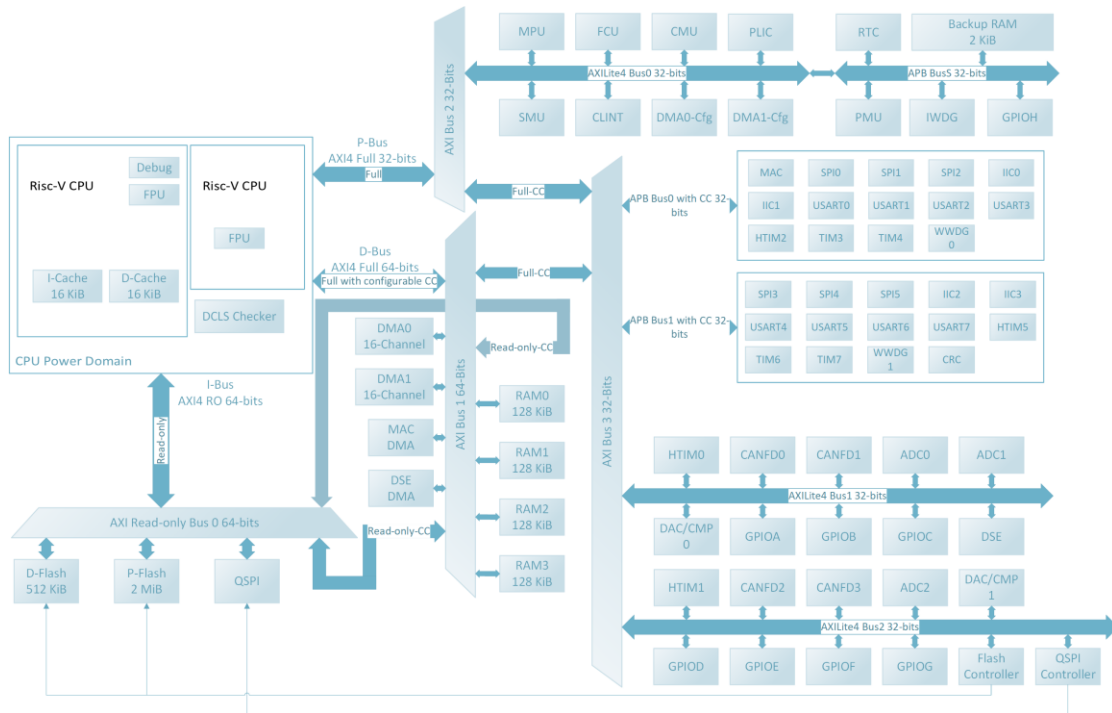 MPU
FCU
CMU
PLIC
RTC
Backup RAM
2 KiB
AXILite4 Bus0 32-bits
APB Bus5 32-bits
SMU
CLINT
DMA0-Cfg
DMA1-Cfg
PMU
IWDG
GPIOH
AXI Bus 2 32-Bits
P-Bus
AXI4 Full 32-bits
Full
Risc-V CPU
Debug
FPU
I-Cache
16 KiB
D-Cache
16 KiB
Risc-V CPU
FPU
DCLS Checker
CPU Power Domain
Full-CC
D-Bus
AXI4 Full 64-bits
Full with configurable CC
Full-CC
APB Bus0 with CC 32-
bits
MAC
SPI0
SPI1
SPI2
IIC0
IIC1
USART0
USART1
USART2
USART3
HTIM2
TIM3
TIM4
WWDG
0
APB Bus1 with CC 32-
bits
SPI3
SPI4
SPI5
IIC2
IIC3
USART4
USART5
USART6
USART7
HTIM5
TIM6
TIM7
WWDG
1
CRC
I-Bus
AXI4 RO 64-bits
Read-only
DMA0
16-Channel
DMA1
16-Channel
MAC
DMA
DSE
DMA
AXI Bus 1 64-Bits
Read-only-CC
RAM0
128 KiB
RAM1
128 KiB
RAM2
128 KiB
RAM3
128 KiB
AXI Bus 3 32-Bits
AXI Read-only Bus 0 64-bits
Read-only-CC
D-Flash
512 KiB
P-Flash
2 MiB
QSPI
HTIM0
CANFD0
CANFD1
ADC0
ADC1
AXILite4 Bus1 32-bits
DAC/CMP
0
GPIOA
GPIOB
GPIOC
DSE
HTIM1
CANFD2
CANFD3
ADC2
DAC/CMP
1
AXILite4 Bus2 32-bits
GPIOD
GPIOE
GPIOF
GPIOG
Flash
Controller
QSPI
Controller